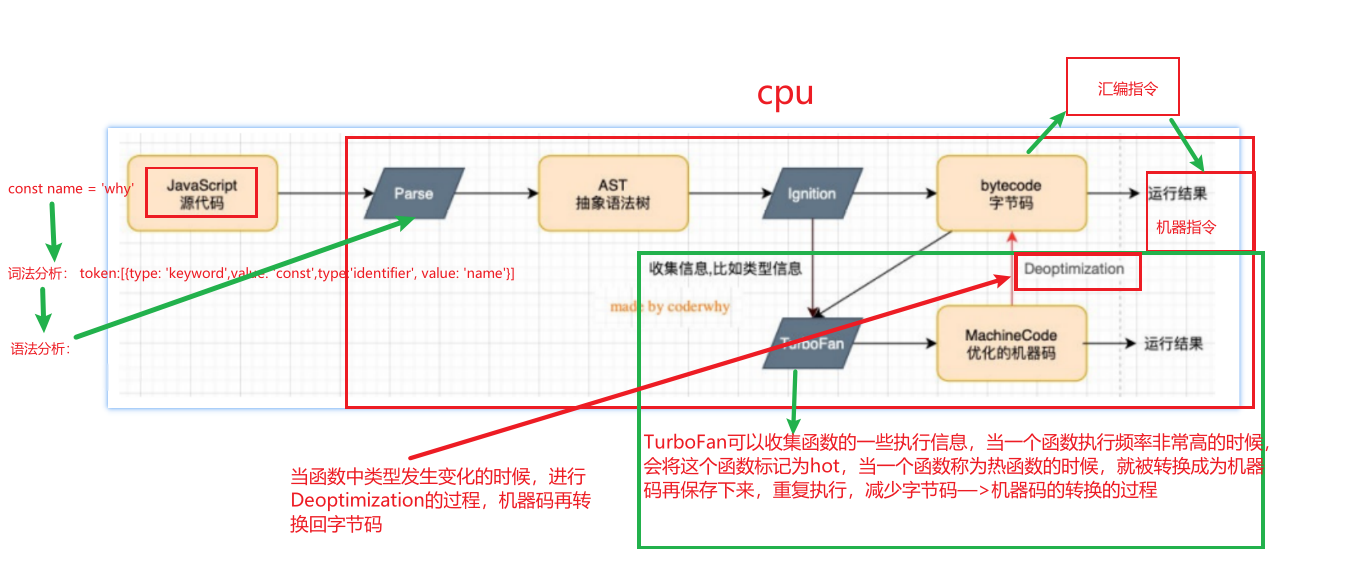 汇编指令
cpu
JavaScript
源代码
const name = 'why'
Parse
AST
抽象语法树
Ignition
bytecode
字节码
运行结果
机器指令
词法分析： token:[{type: 'keyword',value: 'const',type:'identifier', value: 'name'}]
收集信息,比如类型信息
Deoptimization
made by coderwhy
语法分析：
TurboFan
MachineCode
优化的机器码
运行结果
TurboFan可以收集函数的一些执行信息，当一个函数执行频率非常高的时候，
会将这个函数标记为hot，当一个函数称为热函数的时候，就被转换成为机器
码再保存下来，重复执行，减少字节码—>机器码的转换的过程
当函数中类型发生变化的时候，进行
Deoptimization的过程，机器码再转
换回字节码